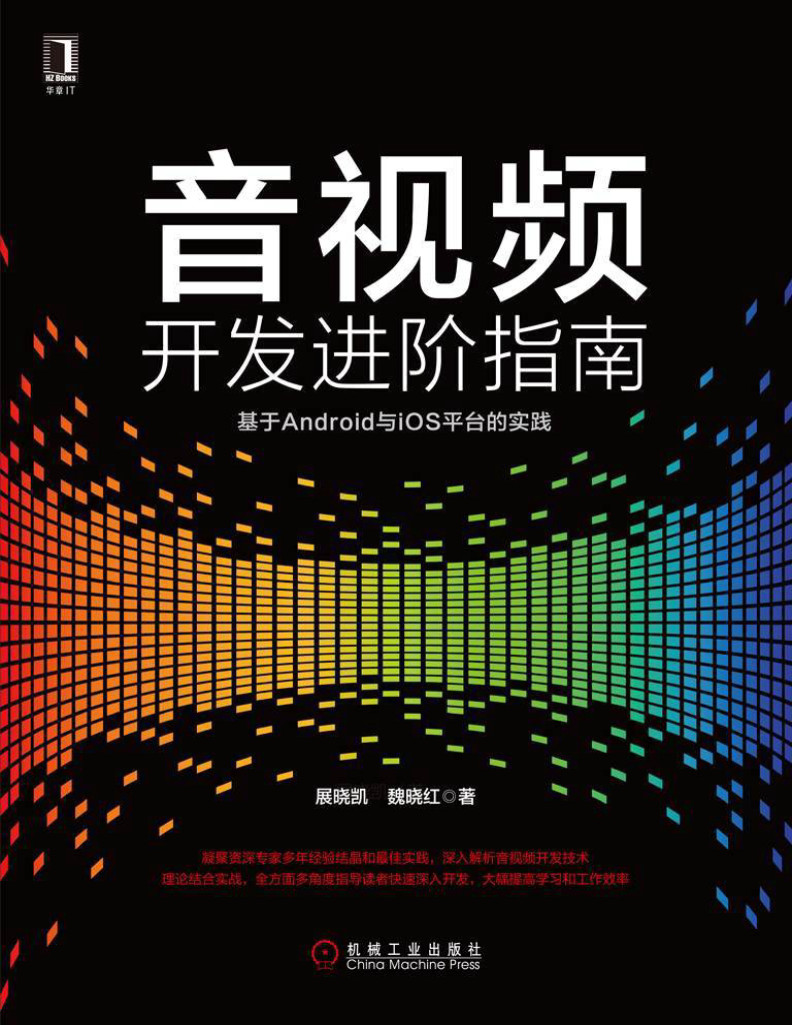 HZ BOOKS
华章IT
音视频
开发进阶指南
基于Android与iOS平台的实践
展晓凯 魏晓红◎著
凝聚资深专家多年经验结晶和最佳实践，深入解析音视频开发技术
理论结合实战，全方面多角度指导读者快速深入开发，大幅提高学习和工作效率
机械工业出版社
China Machine Press